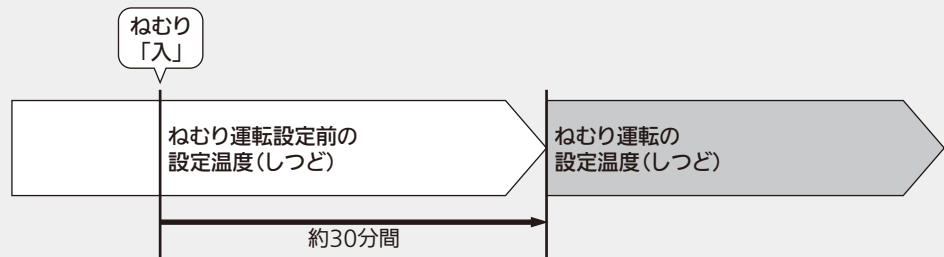 ねむり
「入」
ねむり運転設定前の
設定温度(しつど)
ねむり運転の
設定温度(しつど)
約30分間